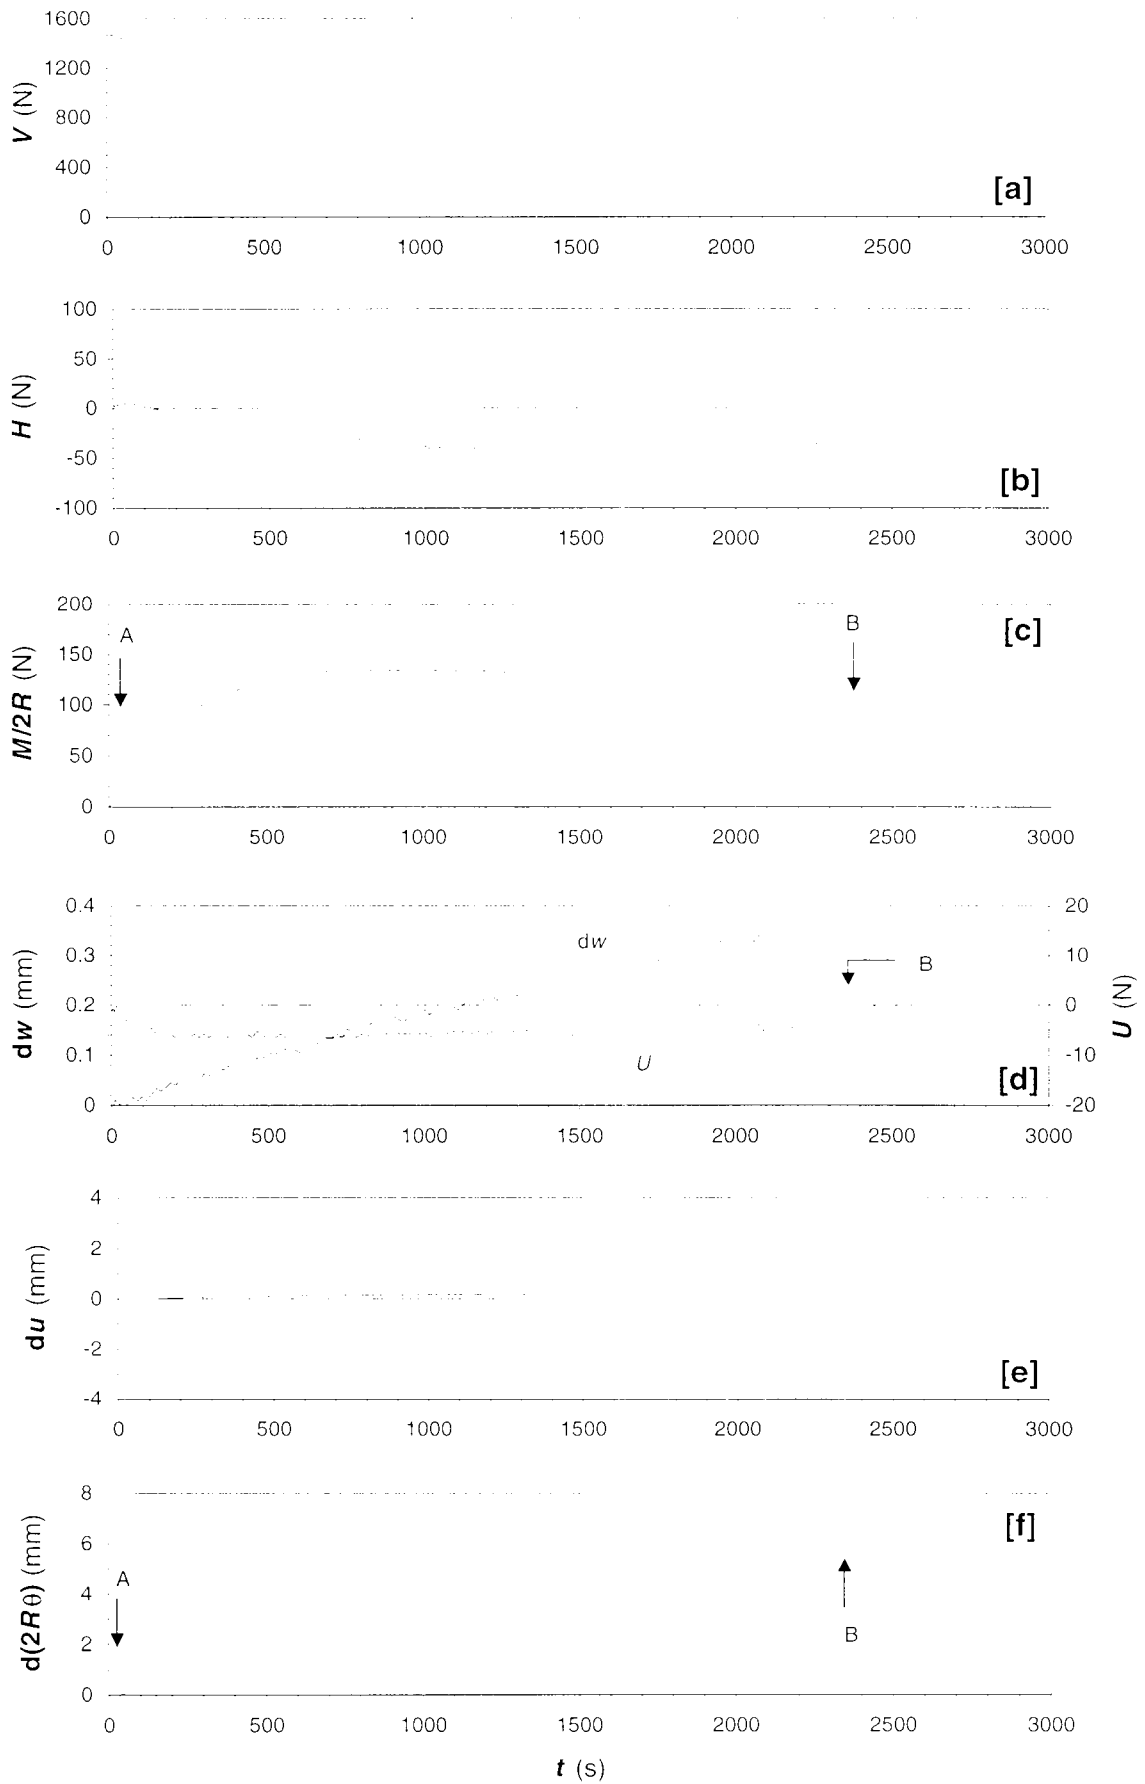 1600
1200
800
400
0
V (N)
[a]
0 500 1000 1500 2000 2500 3000
100
50
0
-50
-100
H (N)
[b]
0 500 1000 1500 2000 2500 3000
200
150
100
50
0
M/2R (N)
A
B
[c]
0 500 1000 1500 2000 2500 3000
0.4
0.3
0.2
0.1
0
dw (mm)
dw
B
U
20
10
0
-10
-20
U (N)
[d]
0 500 1000 1500 2000 2500 3000
4
2
0
-2
-4
du (mm)
[e]
0 500 1000 1500 2000 2500 3000
8
6
4
2
0
d(2Rθ) (mm)
A
B
[f]
0 500 1000 1500 2000 2500 3000
t (s)